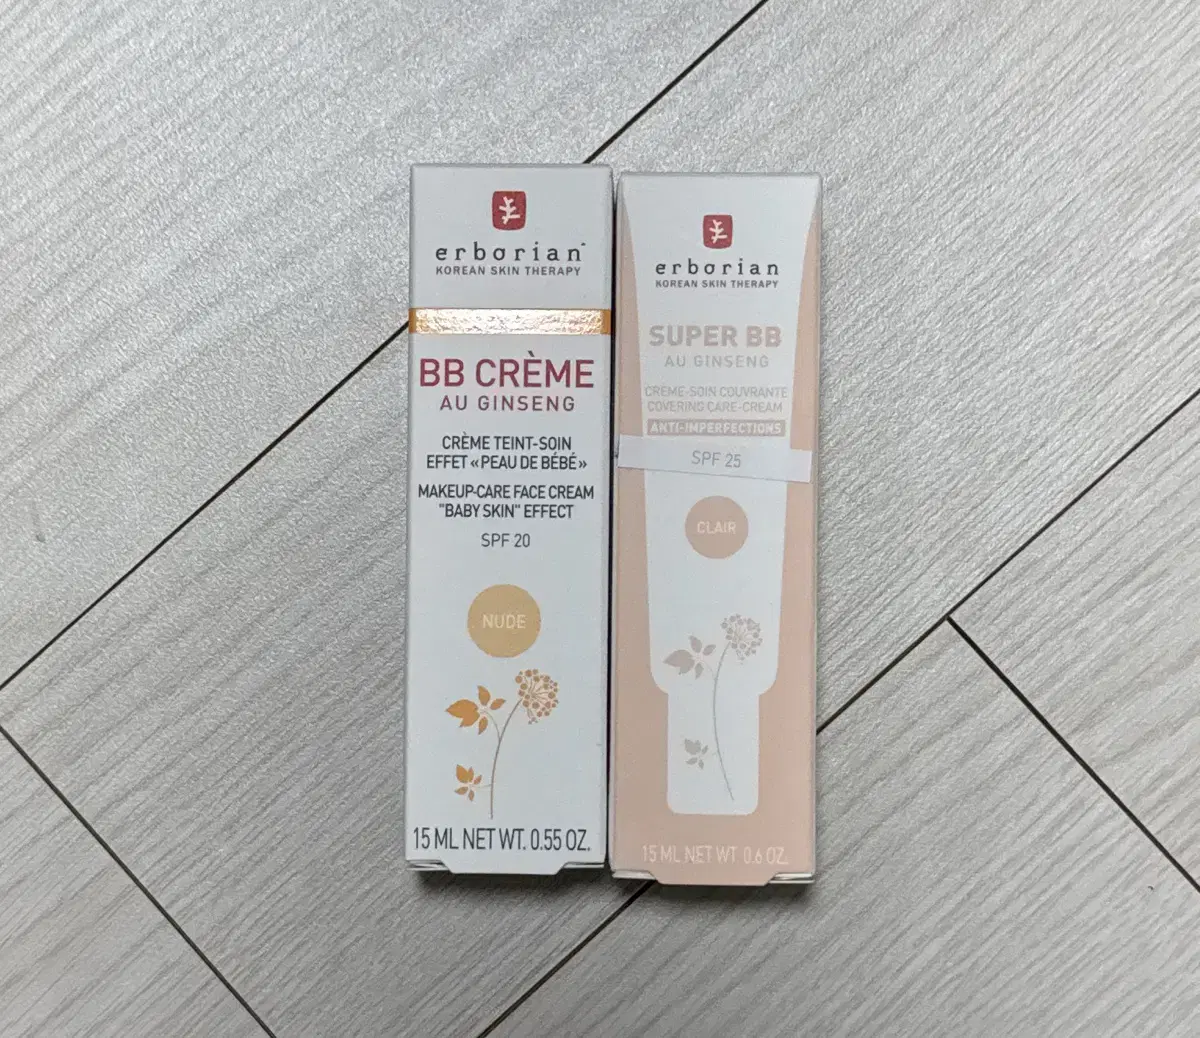 erborian
KOREAN SKIN THERAPY
BB CRÈME
AU GINSENG
CRÈME TEINT-SOIN
EFFET «PEAU DE BÉBÉ»
MAKEUP-CARE FACE CREAM
"BABY SKIN" EFFECT
SPF 20
NUDE
15 ML NET WT. 0.55 OZ.
erborian
KOREAN SKIN THERAPY
SUPER BB
AU GINSENG
CRÈME-SOIN COUVRANTE
COVERING CARE-CREAM
ANTI-IMPERFECTIONS
SPF 25
CLAIR
15 ML NET WT 0.6 OZ.